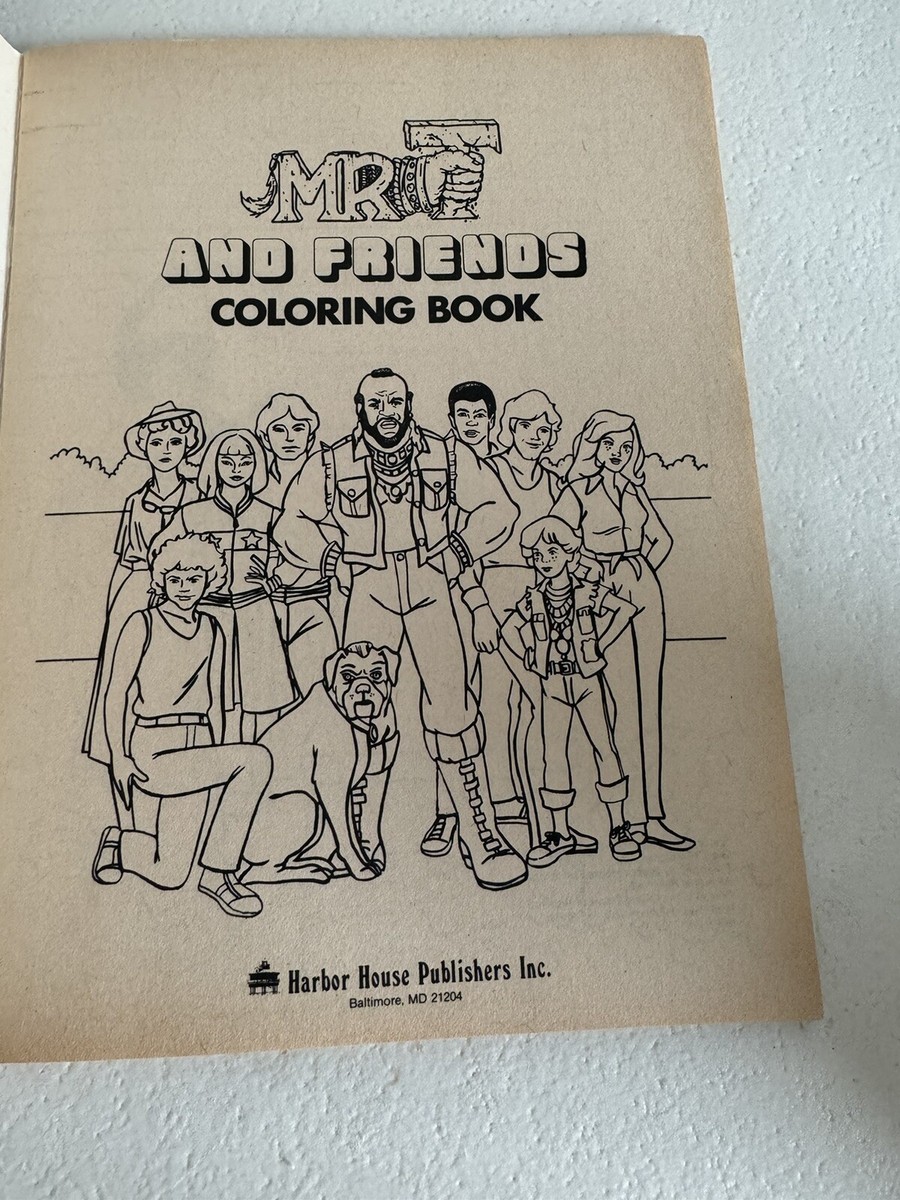 MR T
AND FRIENDS
COLORING BOOK
Harbor House Publishers Inc.
Baltimore, MD 21204